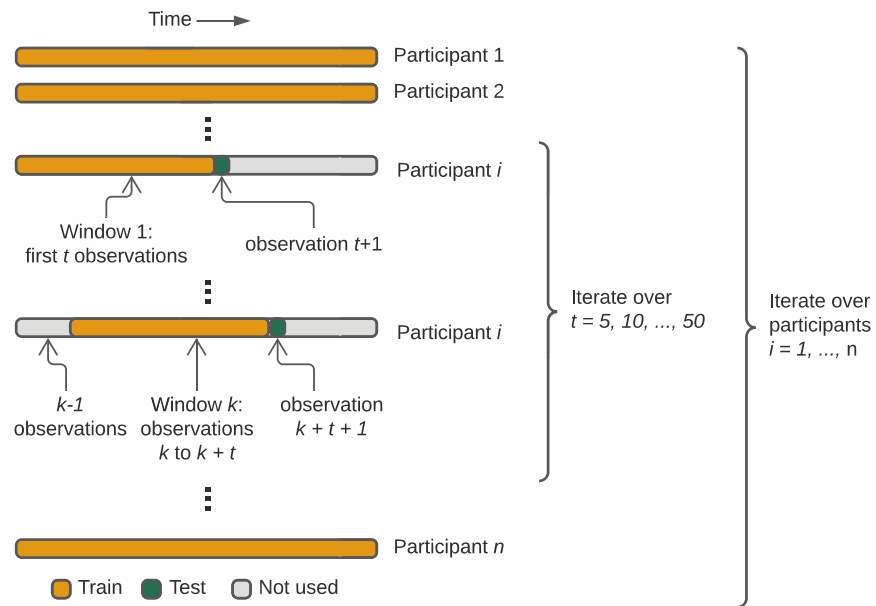 Time
Participant 1
Participant 2
Participant i
Window 1:
first t observations
observation t+1
Iterate over
t = 5, 10, ..., 50
Iterate over
participants
i = 1, ..., n
Participant i
k-1
observations
Window k:
observations
k to k + t
observation
k + t + 1
Participant n
Train
Test
Not used